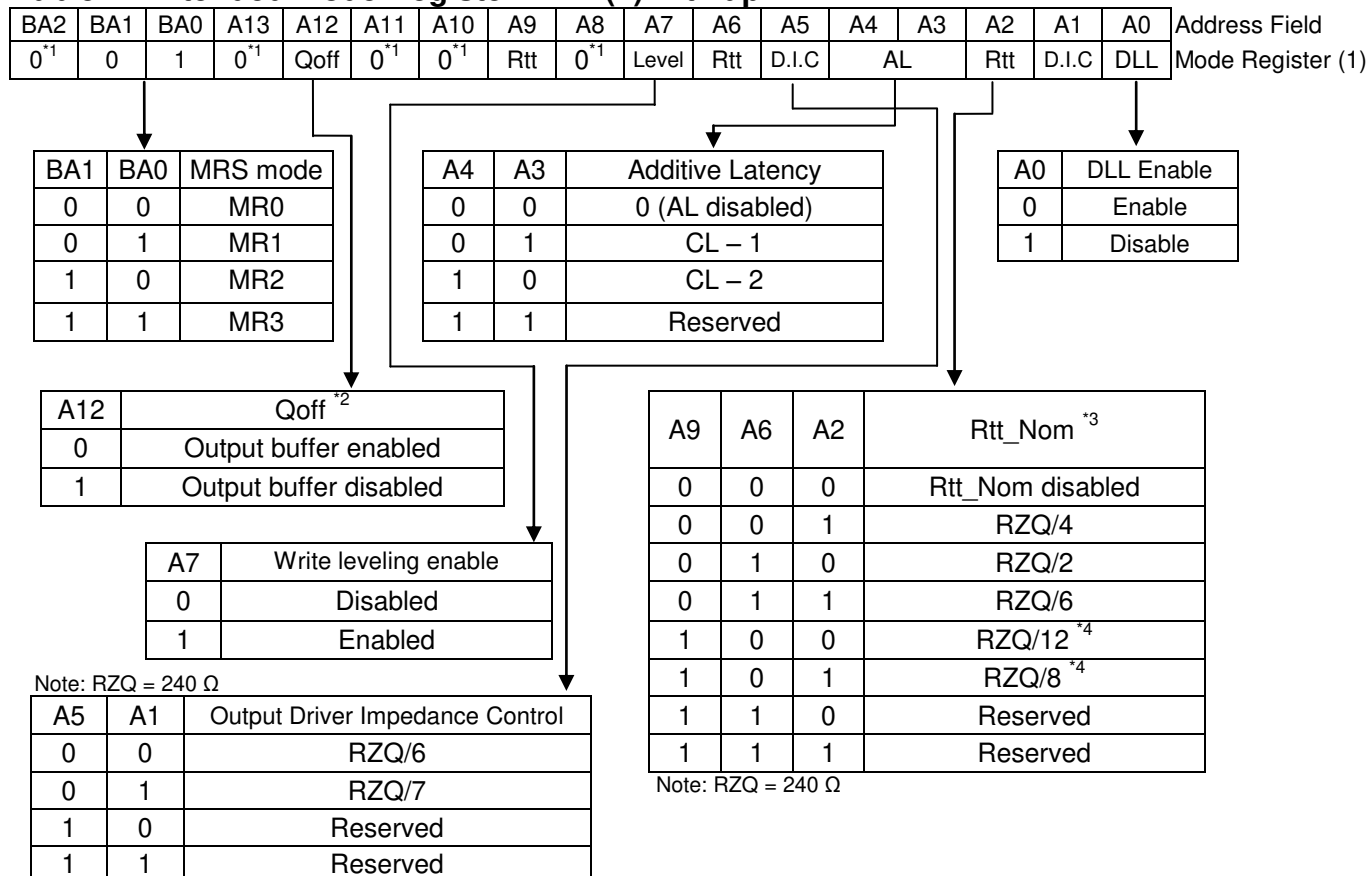 BA2 BA1 BA0 A13 A12 A11 A10 A9 A8 A7 A6 A5 A4 A3 A2 A1 A0 Address Field
0*1 0 1 0*1 Qoff 0*1 0*1 Rtt 0*1 Level Rtt D.I.C AL Rtt D.I.C DLL Mode Register (1)
BA1 BA0 MRS mode
0 0 MR0
0 1 MR1
1 0 MR2
1 1 MR3
A4 A3 Additive Latency
0 0 0 (AL disabled)
0 1 CL – 1
1 0 CL – 2
1 1 Reserved
A0 DLL Enable
0 Enable
1 Disable
A12 Qoff *2
0 Output buffer enabled
1 Output buffer disabled
A9 A6 A2 Rtt_Nom *3
0 0 0 Rtt_Nom disabled
0 0 1 RZQ/4
0 1 0 RZQ/2
0 1 1 RZQ/6
1 0 0 RZQ/12 *4
1 0 1 RZQ/8 *4
1 1 0 Reserved
1 1 1 Reserved
Note: RZQ = 240 Ω
A7 Write leveling enable
0 Disabled
1 Enabled
Note: RZQ = 240 Ω
A5 A1 Output Driver Impedance Control
0 0 RZQ/6
0 1 RZQ/7
1 0 Reserved
1 1 Reserved